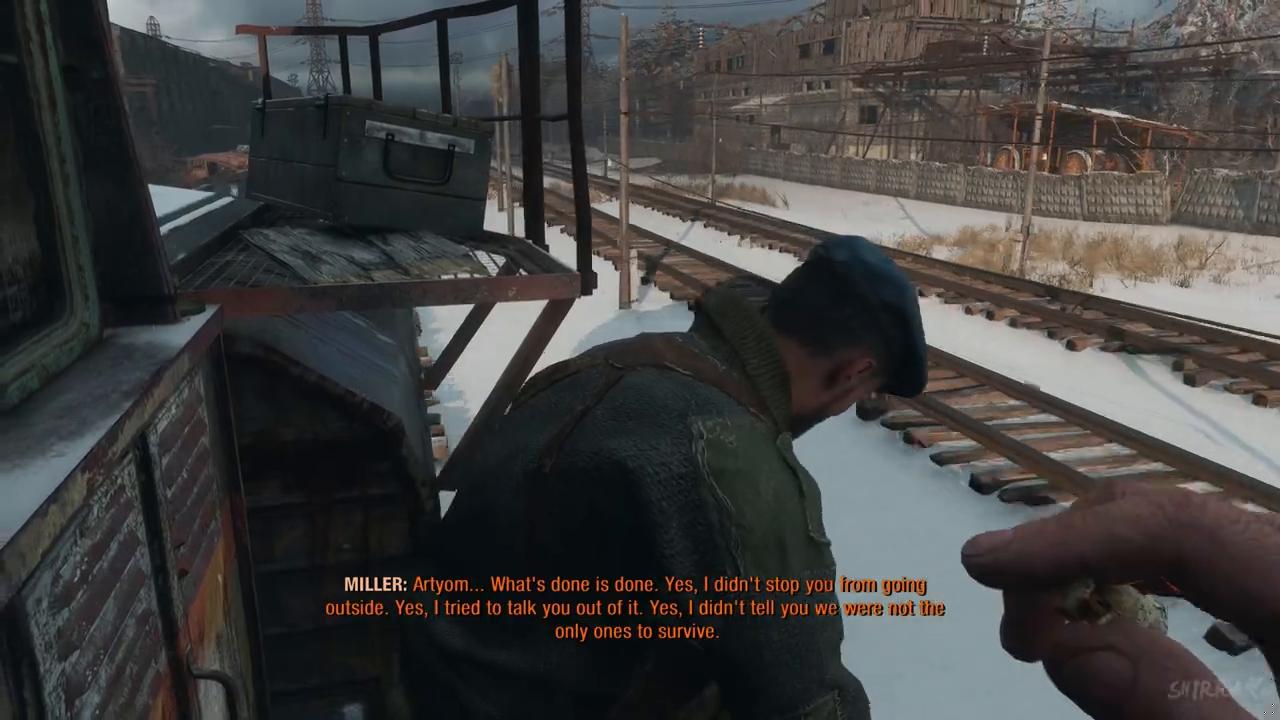 MILLER: Artyom... What's done is done. Yes, I didn't stop you from going
outside. Yes, I tried to talk you out of it. Yes, I didn't tell you we were not the
only ones to survive.